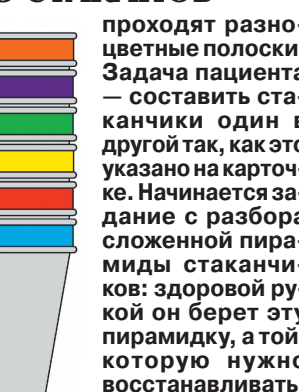 проходят разно-
цветные полоски.
Задача пациента
— составить ста-
канчики один в
другой так, как это
указано на карточ-
ке. Начинается за-
дание с разбора
сложенной пира-
миды стаканчи-
ков: здоровой ру-
кой он берет эту
пирамидку, а той,
которую нужно
восстанавливать,